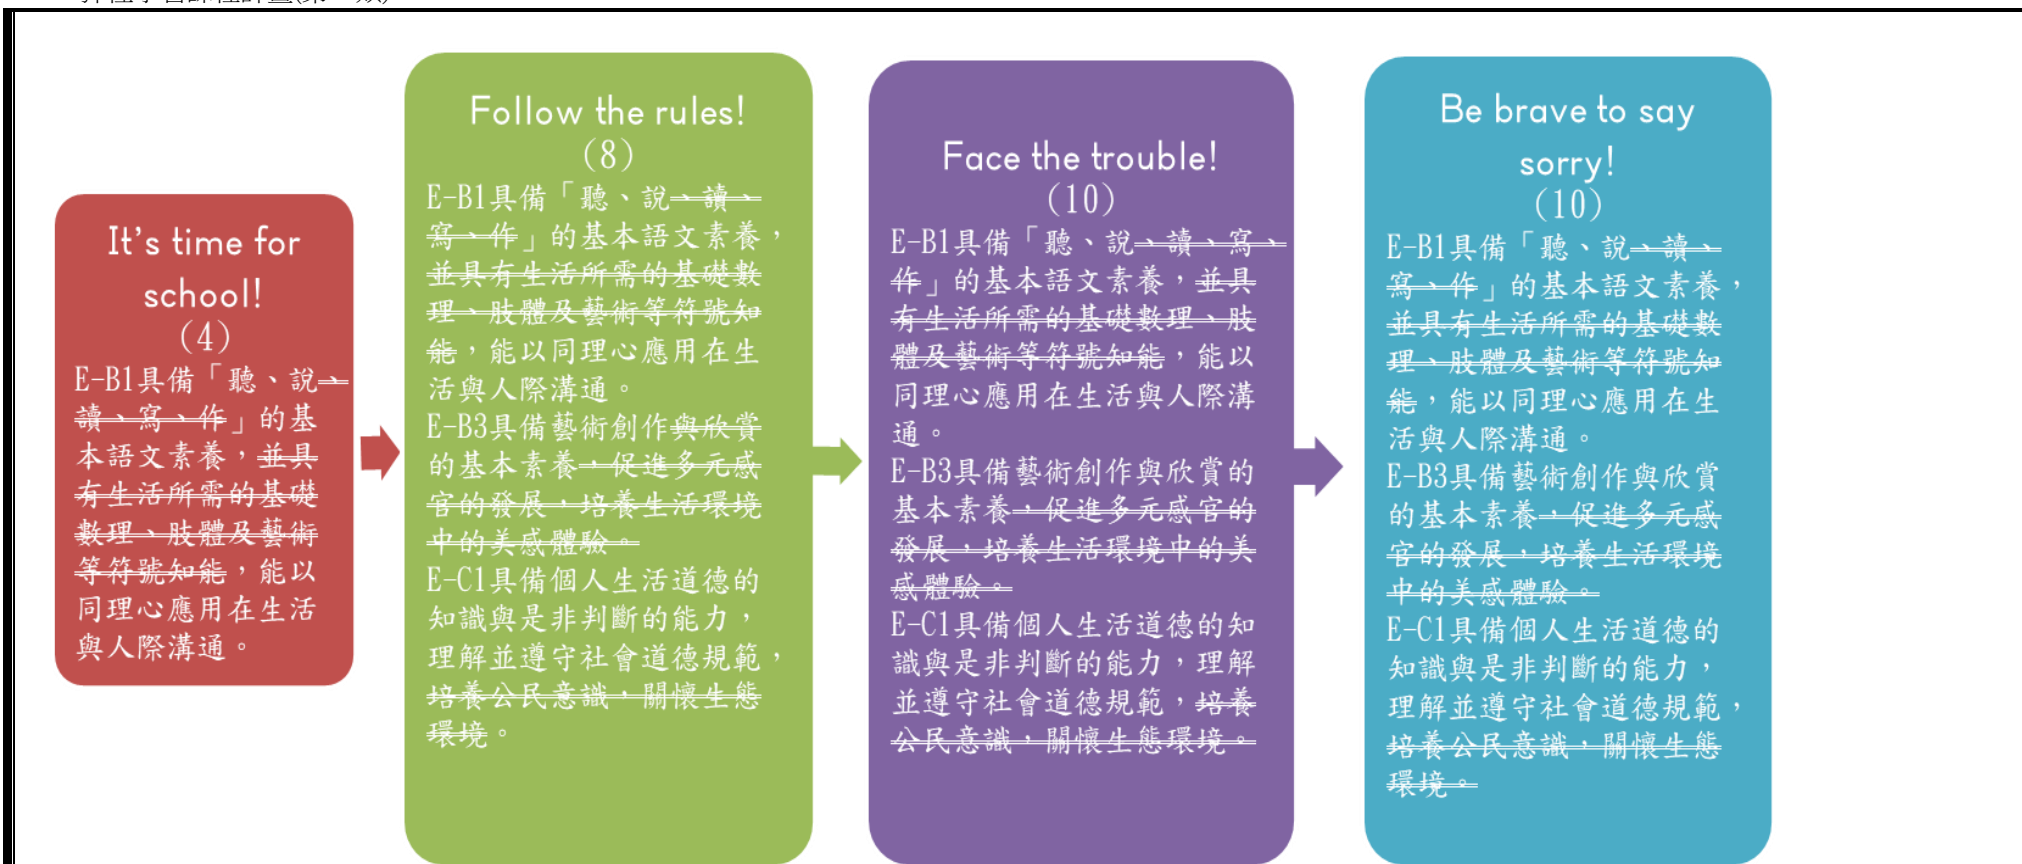 It's time for
school!
(4)
E-B1具備「聽、說、
讀、寫、作」的基
本語文素養，並具
有生活所需的基礎
數理、肢體及藝術
等符號知能，能以
同理心應用在生活
與人際溝通。
Follow the rules!
(8)
E-B1具備「聽、說、讀、
寫、作」的基本語文素養，
並具有生活所需的基礎數
理、肢體及藝術等符號知
能，能以同理心應用在生
活與人際溝通。
E-B3具備藝術創作與欣賞
的基本素養，促進多元感
官的發展，培養生活環境
中的美感體驗。
E-C1具備個人生活道德的
知識與是非判斷的能力，
理解並遵守社會道德規範，
培養公民意識，關懷生態
環境。
Face the trouble!
(10)
E-B1具備「聽、說、讀、寫、
作」的基本語文素養，並具
有生活所需的基礎數理、肢
體及藝術等符號知能，能以
同理心應用在生活與人際溝
通。
E-B3具備藝術創作與欣賞的
基本素養，促進多元感官的
發展，培養生活環境中的美
感體驗。
E-C1具備個人生活道德的知
識與是非判斷的能力，理解
並遵守社會道德規範，培養
公民意識，關懷生態環境。
Be brave to say
sorry!
(10)
E-B1具備「聽、說、讀、
寫、作」的基本語文素養，
並具有生活所需的基礎數
理、肢體及藝術等符號知
能，能以同理心應用在生
活與人際溝通。
E-B3具備藝術創作與欣賞
的基本素養，促進多元感
官的發展，培養生活環境
中的美感體驗。
E-C1具備個人生活道德的
知識與是非判斷的能力，
理解並遵守社會道德規範，
培養公民意識，關懷生態
環境。